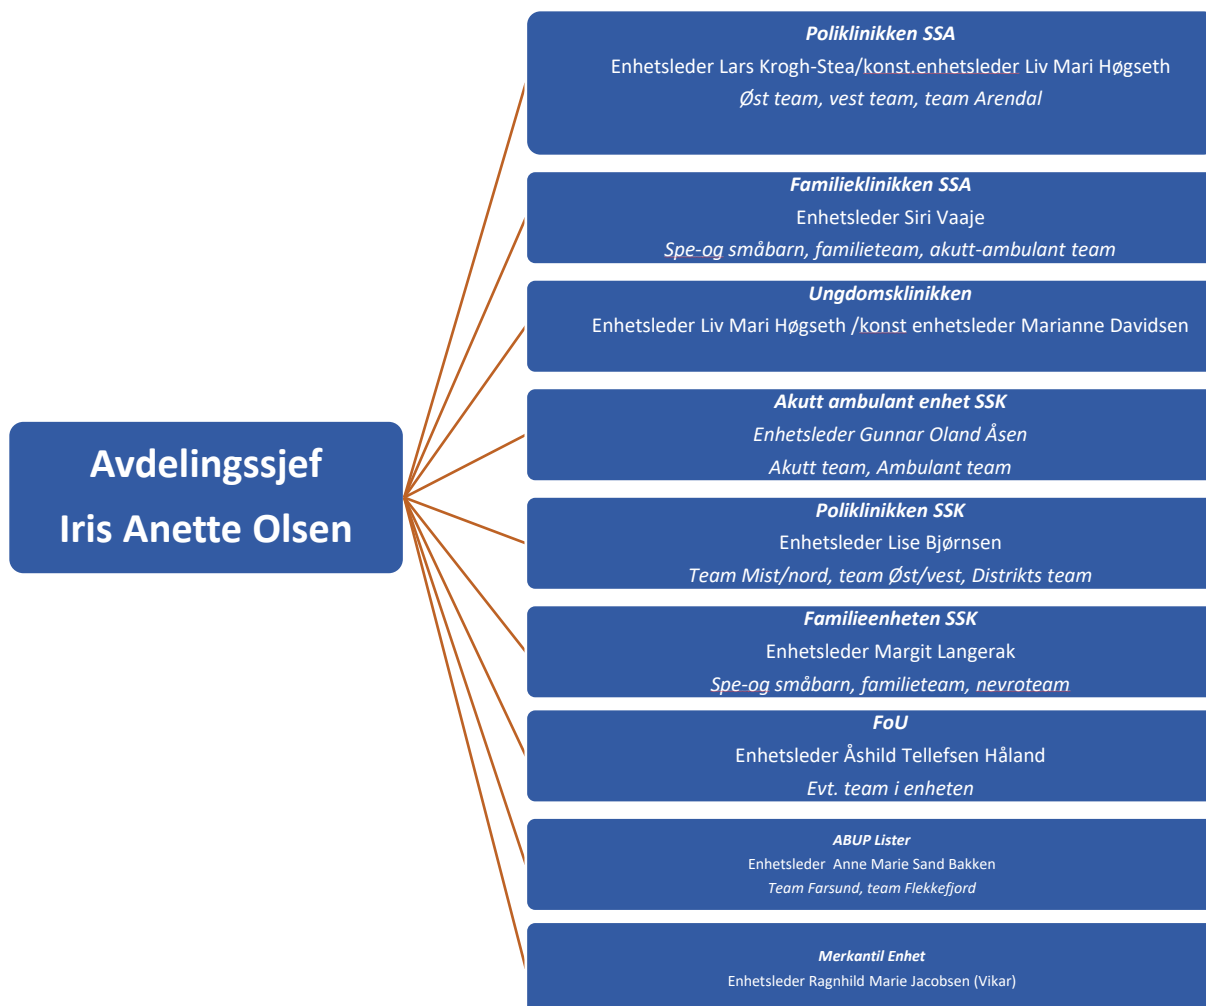 Avdelingssjef
Iris Anette Olsen
Poliklinikken SSA
Enhetsleder Lars Krogh-Stea/konst.enhetsleder Liv Mari Høgseth
Øst team, vest team, team Arendal
Familieklinikken SSA
Enhetsleder Siri Vaaje
Spe-og småbarn, familieteam, akutt-ambulant team
Ungdomsklinikken
Enhetsleder Liv Mari Høgseth /konst enhetsleder Marianne Davidsen
Akutt ambulant enhet SSK
Enhetsleder Gunnar Oland Åsen
Akutt team, Ambulant team
Poliklinikken SSK
Enhetsleder Lise Bjørnsen
Team Mist/nord, team Øst/vest, Distrikts team
Familieenheten SSK
Enhetsleder Margit Langerak
Spe-og småbarn, familieteam, nevroteam
FoU
Enhetsleder Åshild Tellefsen Håland
Evt. team i enheten
ABUP Lister
Enhetsleder  Anne Marie Sand Bakken
Team Farsund, team Flekkefjord
Merkantil Enhet
Enhetsleder Ragnhild Marie Jacobsen (Vikar)